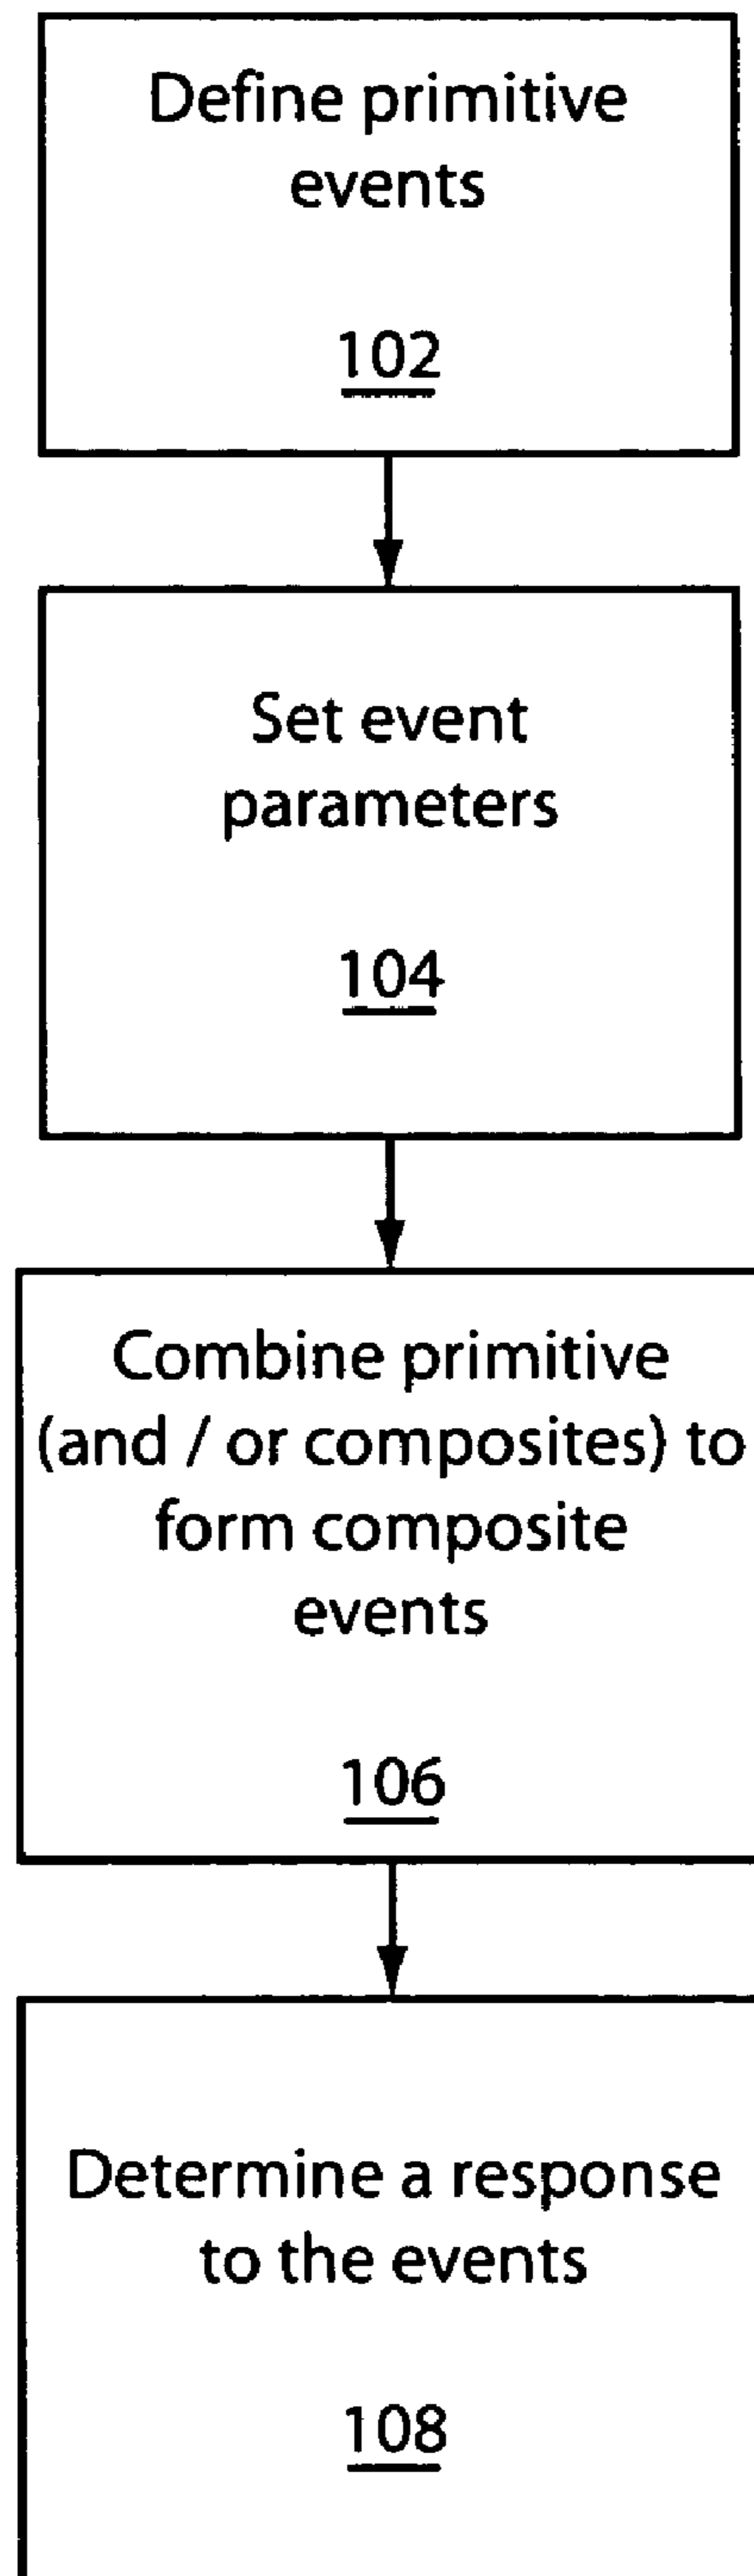 Define primitive
events
102
Set event
parameters
104
Combine primitive
(and / or composites) to
form composite
events
106
Determine a response
to the events
108